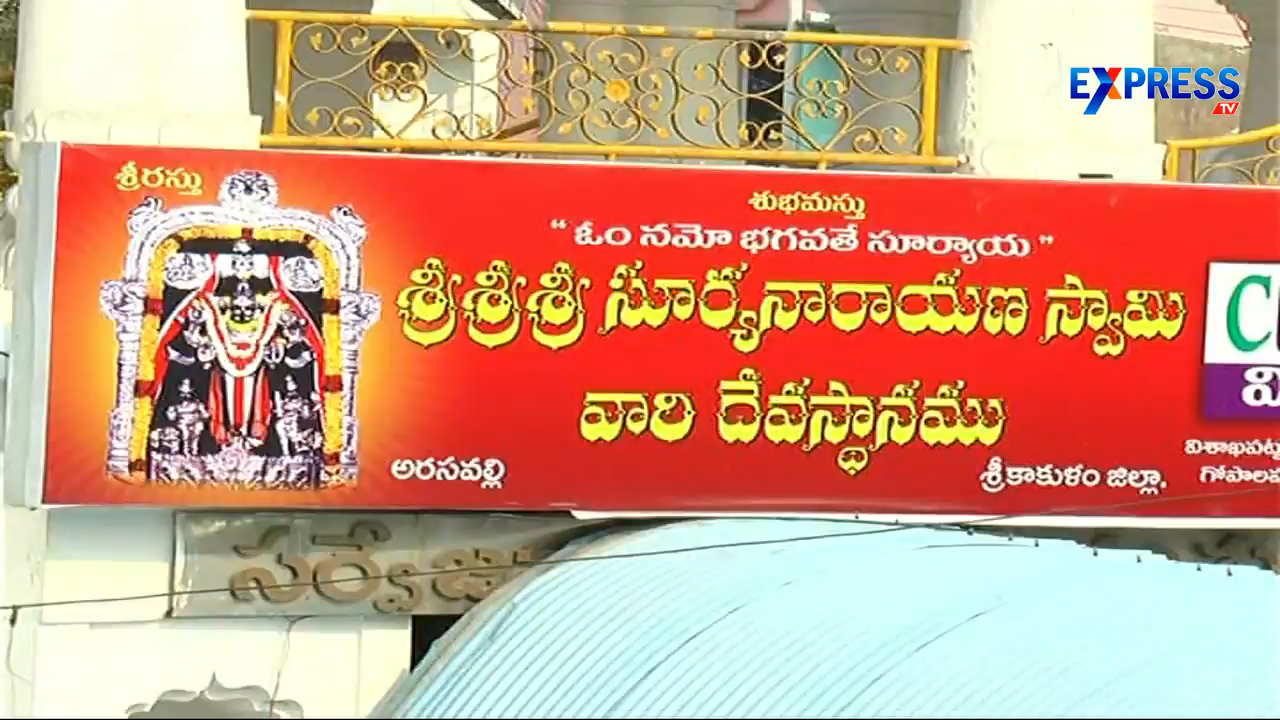 EXPRESS
TV
శ్రీరస్తు
శుభమస్తు
“ ఓం నమో భగవతే సూర్యాయ ”
శ్రీశ్రీశ్రీ సూర్యనారాయణ స్వామి
వారి దేవస్థానము
అరసవల్లి
శ్రీకాకుళం జిల్లా.